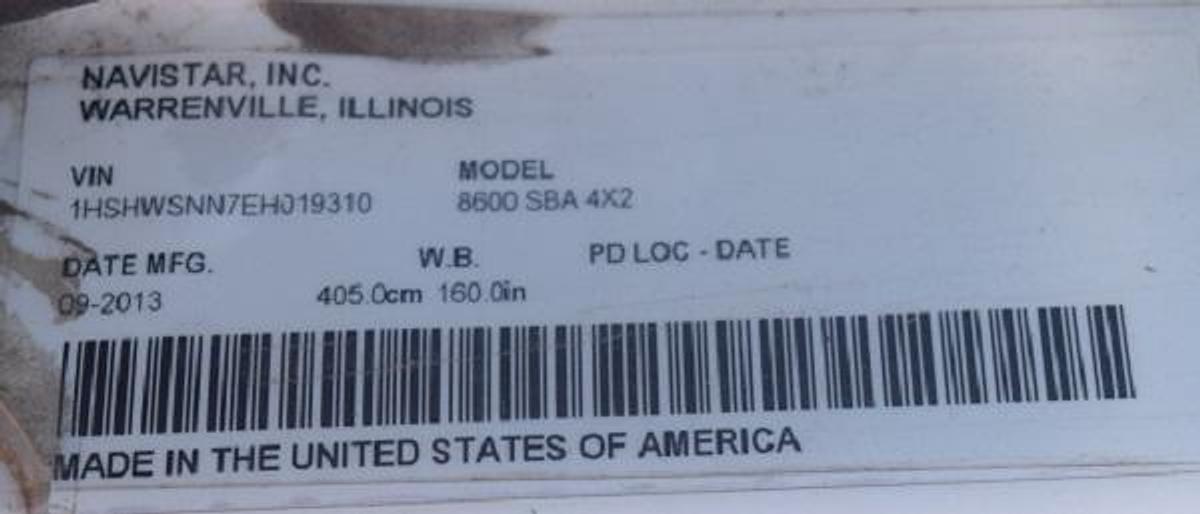 NAVISTAR, INC.
WARRENVILLE, ILLINOIS
VIN MODEL
1HSHWSNN7EH019310 8600 SBA 4X2
DATE MFG. W.B. PD LOC - DATE
09-2013 405.0cm 160.0in
MADE IN THE UNITED STATES OF AMERICA